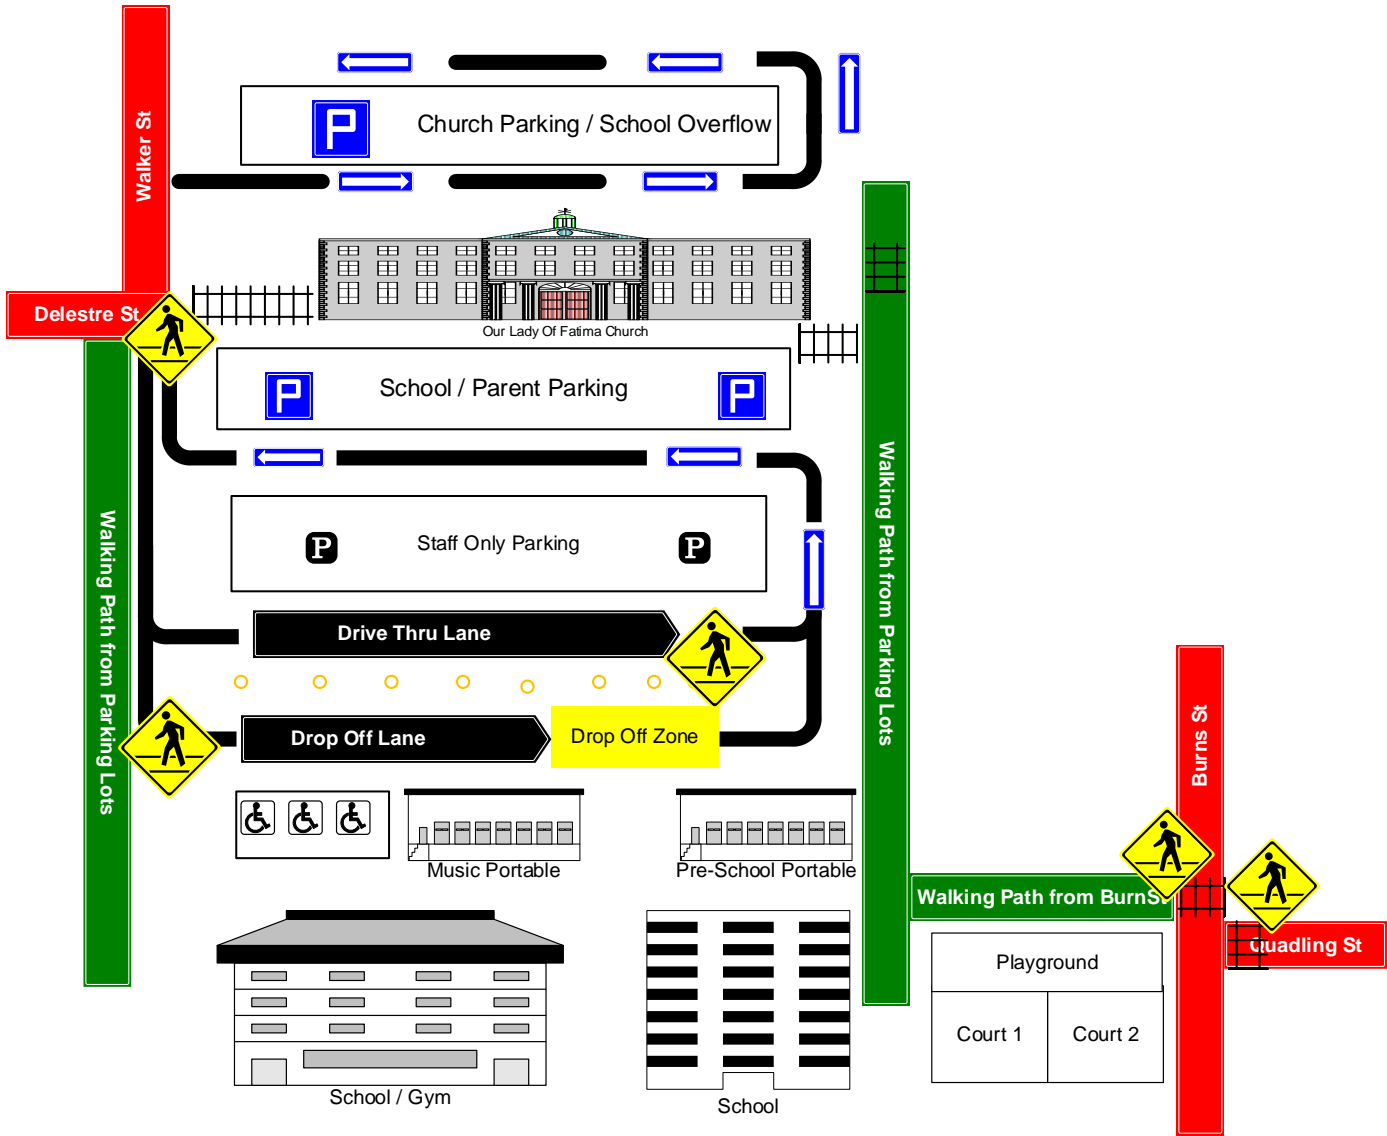 Walker St
P
Church Parking / School Overflow
Delestre St
Our Lady Of Fatima Church
P
School / Parent Parking
P
Walking Path from Parking Lots
Walking Path from Parking Lots
P
Staff Only Parking
P
Drive Thru Lane
Drop Off Lane
Drop Off Zone
Burns St
Music Portable
Pre-School Portable
Walking Path from BurnSt
Quadling St
Playground
Court 1
Court 2
School / Gym
School